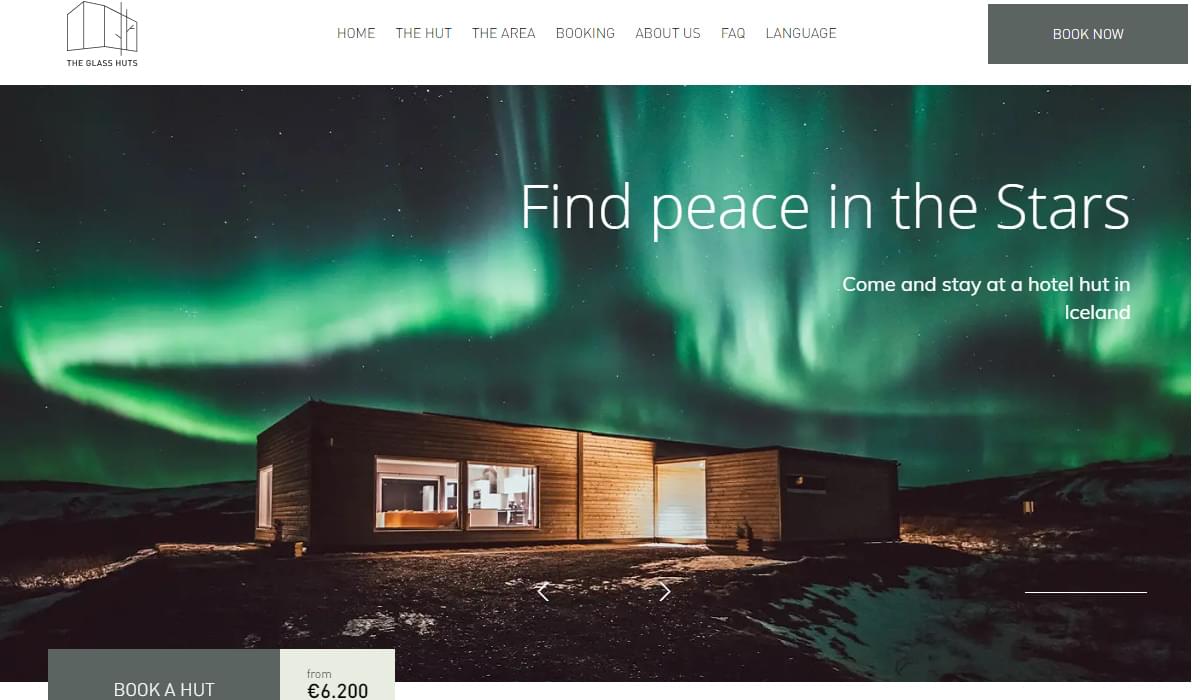 THE GLASS HUTS
HOME THE HUT THE AREA BOOKING ABOUT US FAQ LANGUAGE
BOOK NOW
Find peace in the Stars
Come and stay at a hotel hut in
Iceland
BOOK A HUT
from
€6.200